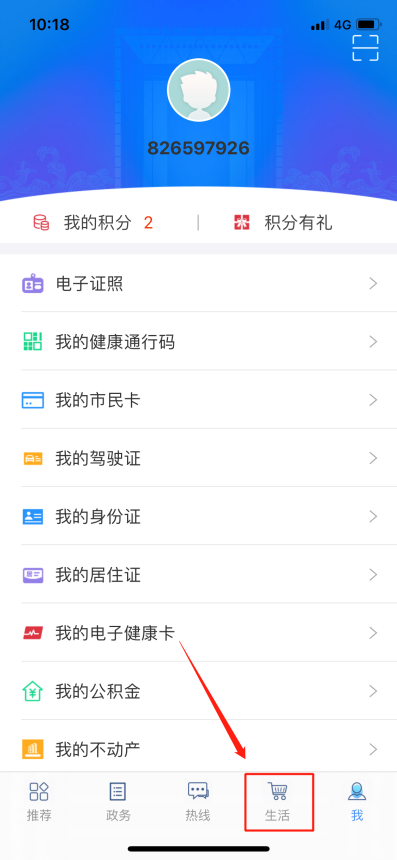 10:18 4G
826597926
我的积分 2 | 积分有礼
电子证照
我的健康通行码
我的市民卡
我的驾驶证
我的身份证
我的居住证
我的电子健康卡
我的公积金
我的不动产
推荐 政务 热线 生活 我